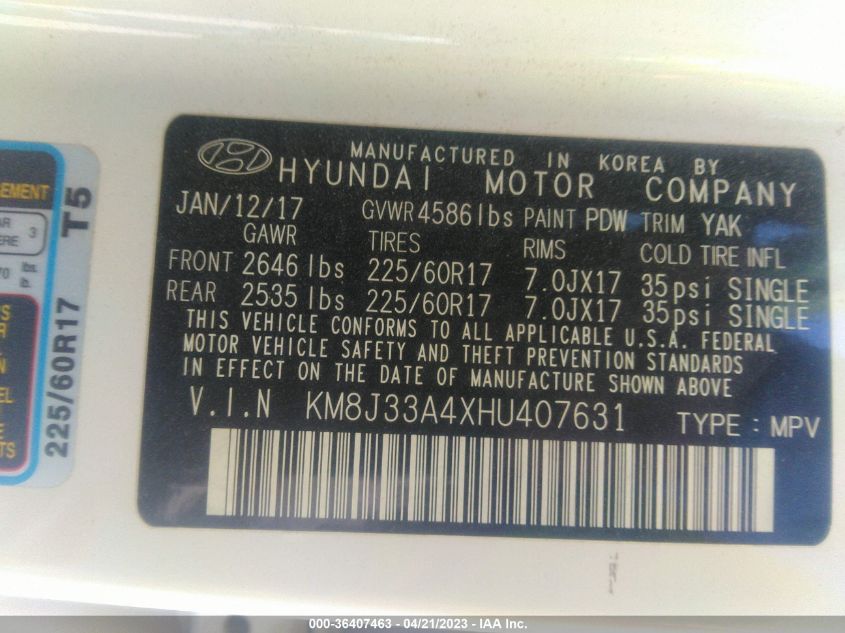 MANUFACTURED IN KOREA BY
HYUNDAI MOTOR COMPANY
JAN/12/17 GVWR 4586lbs PAINT PDW TRIM YAK
GAWR TIRES RIMS COLD TIRE INFL
FRONT 2646 lbs 225/60R17 7.0JX17 35psi SINGLE
REAR 2535 lbs 225/60R17 7.0JX17 35psi SINGLE
THIS VEHICLE CONFORMS TO ALL APPLICABLE U.S.A. FEDERAL
MOTOR VEHICLE SAFETY AND THEFT PREVENTION STANDARDS
IN EFFECT ON THE DATE OF MANUFACTURE SHOWN ABOVE
V.I.N KM8J33A4XHU407631 TYPE : MPV
3
lbs.
225/60R17 T5
000-36407463 - 04/21/2023 - IAA Inc.